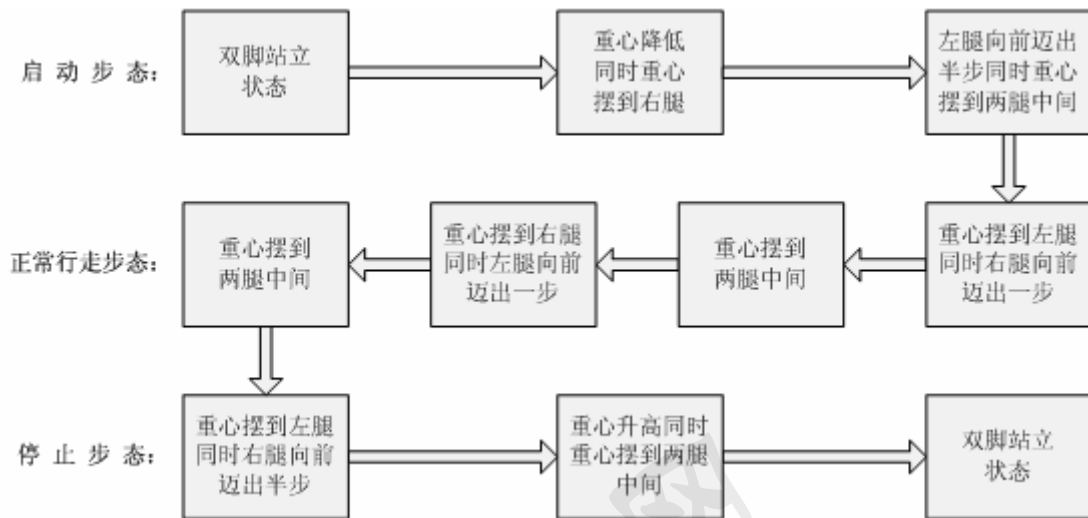 启动步态：
双脚站立
状态
重心降低
同时重心
摆到右腿
左腿向前迈出
半步同时重心
摆到两腿中间
正常行走步态：
重心摆到
两腿中间
重心摆到右腿
同时左腿向前
迈出一步
重心摆到
两腿中间
重心摆到左腿
同时右腿向前
迈出一步
停止步态：
重心摆到左腿
同时右腿向前
迈出半步
重心升高同时
重心摆到两腿
中间
双脚站立
状态
网